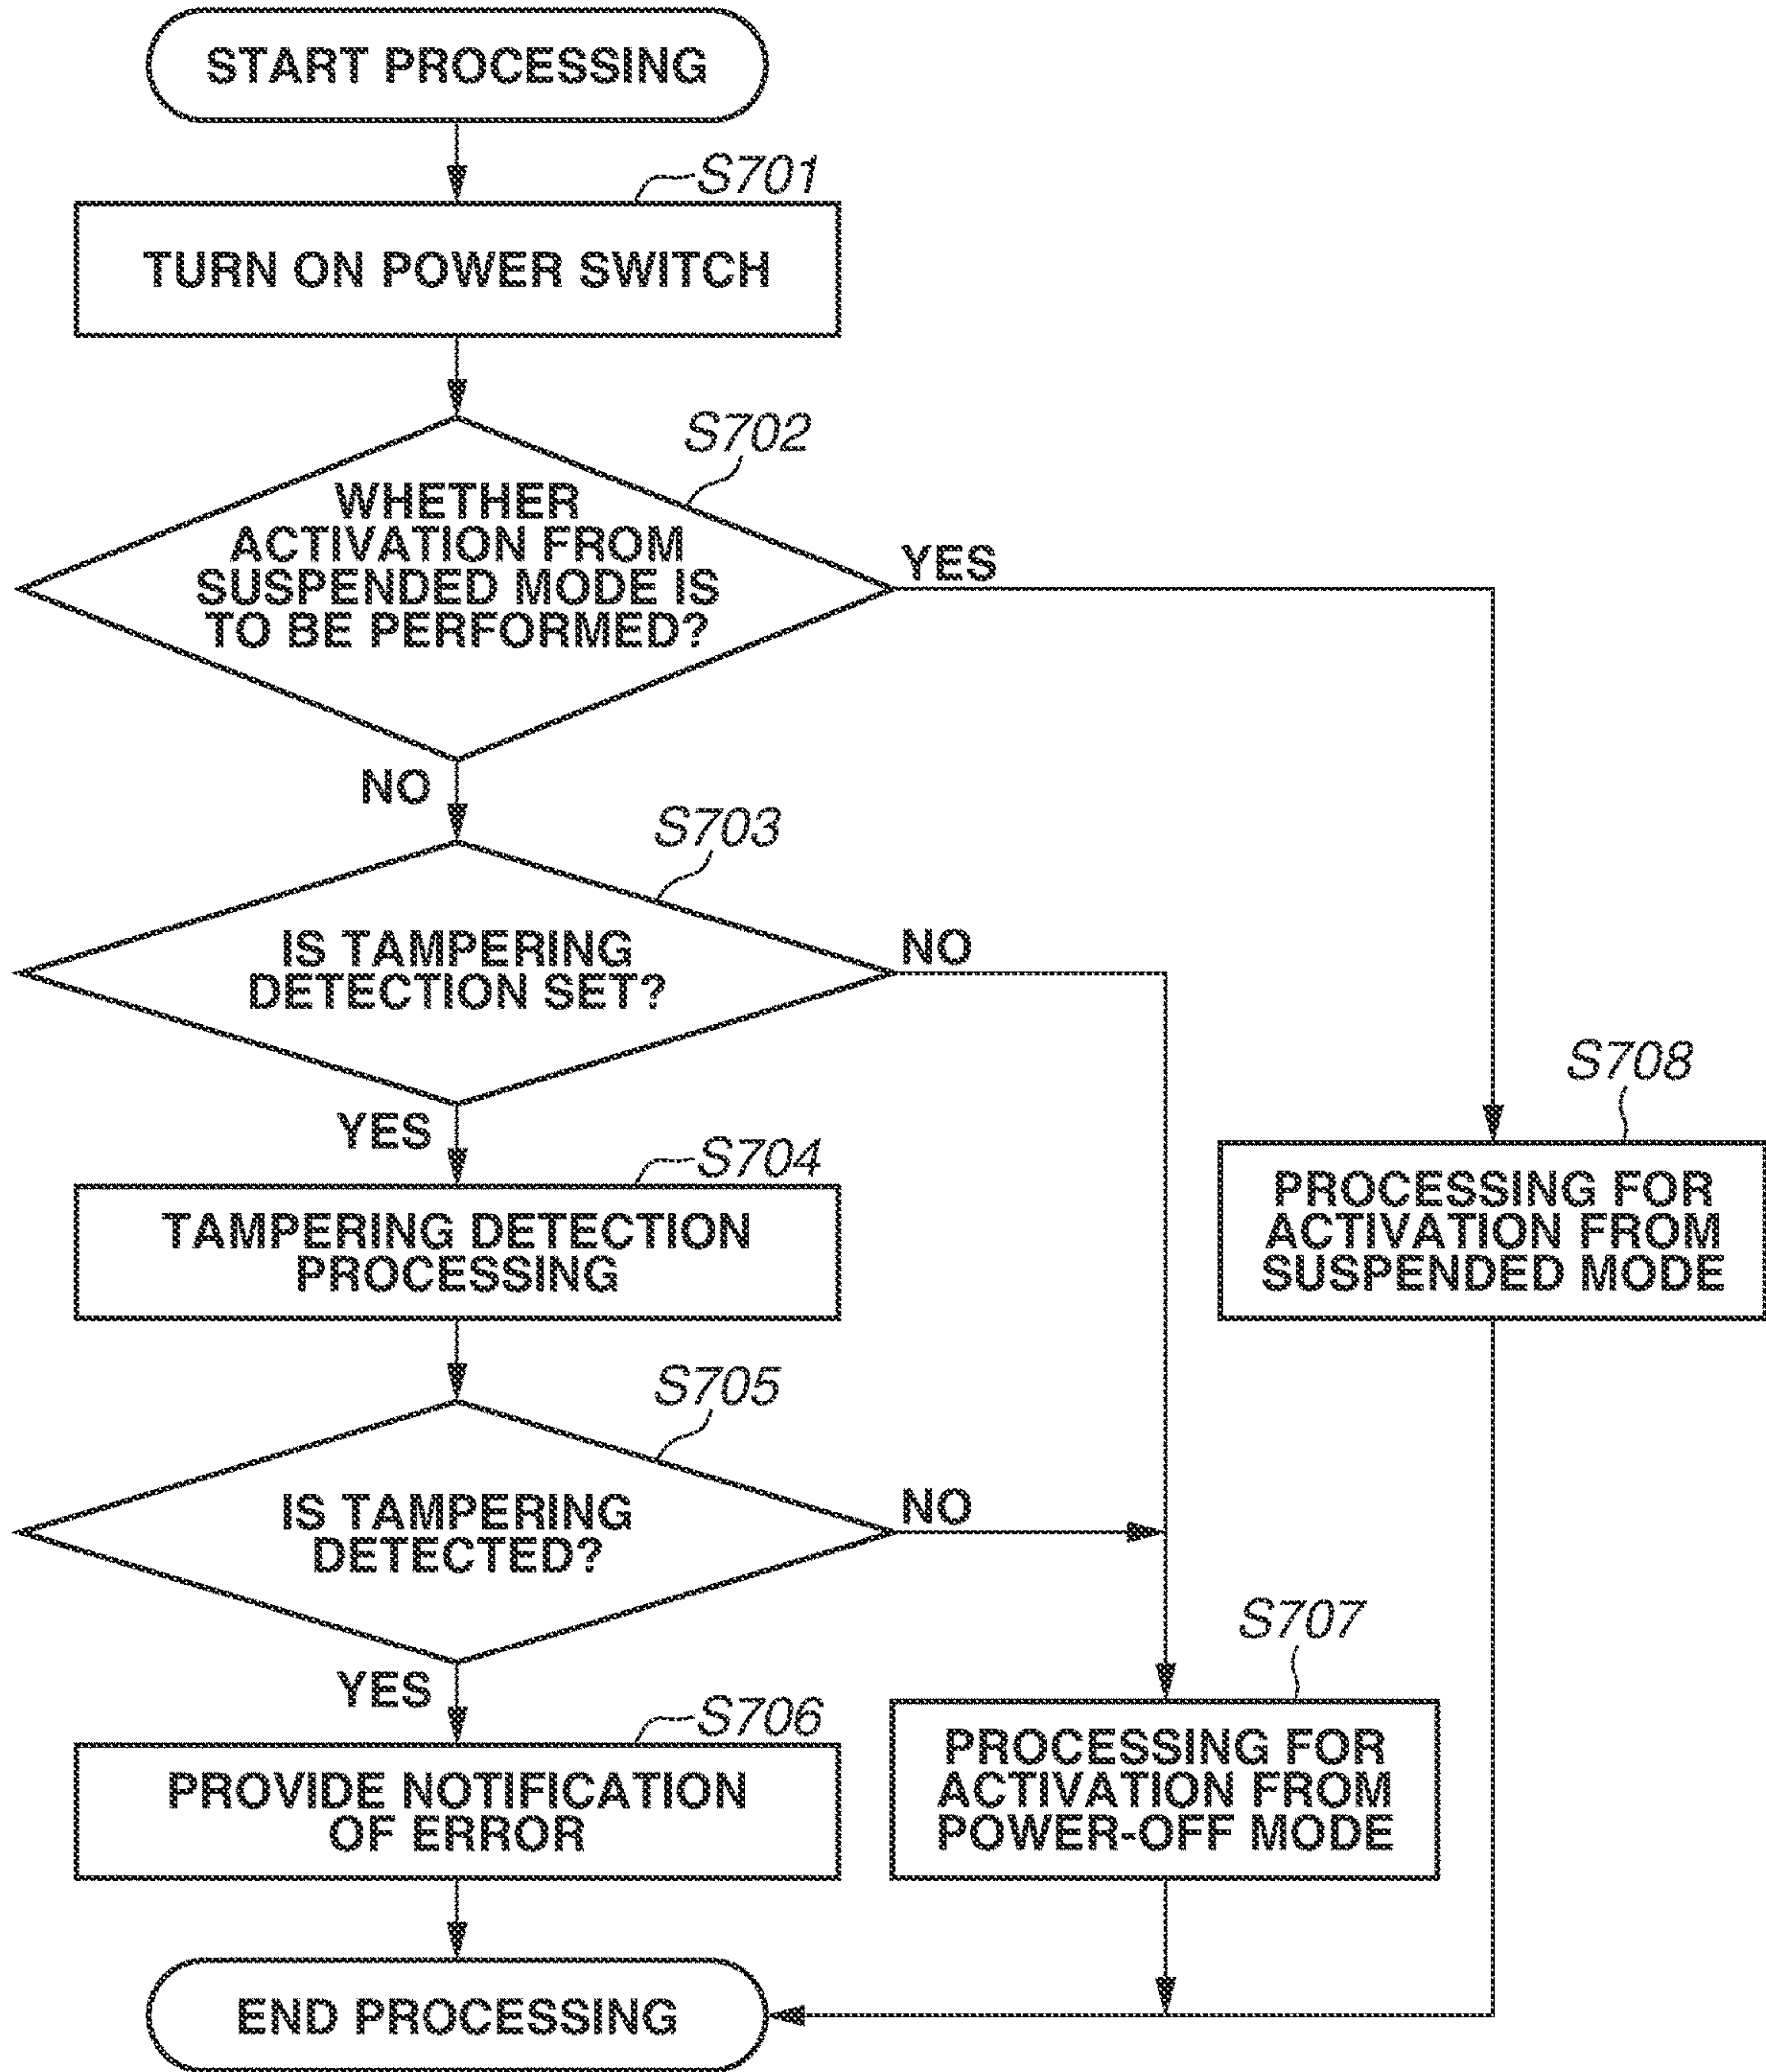 START PROCESSING
S701
TURN ON POWER SWITCH
S702
WHETHER
ACTIVATION FROM
SUSPENDED MODE IS
TO BE PERFORMED?
YES
NO
S703
IS TAMPERING
DETECTION SET?
NO
YES
S704
TAMPERING DETECTION
PROCESSING
S708
PROCESSING FOR
ACTIVATION FROM
SUSPENDED MODE
S705
IS TAMPERING
DETECTED?
NO
YES
S706
PROVIDE NOTIFICATION
OF ERROR
S707
PROCESSING FOR
ACTIVATION FROM
POWER-OFF MODE
END PROCESSING